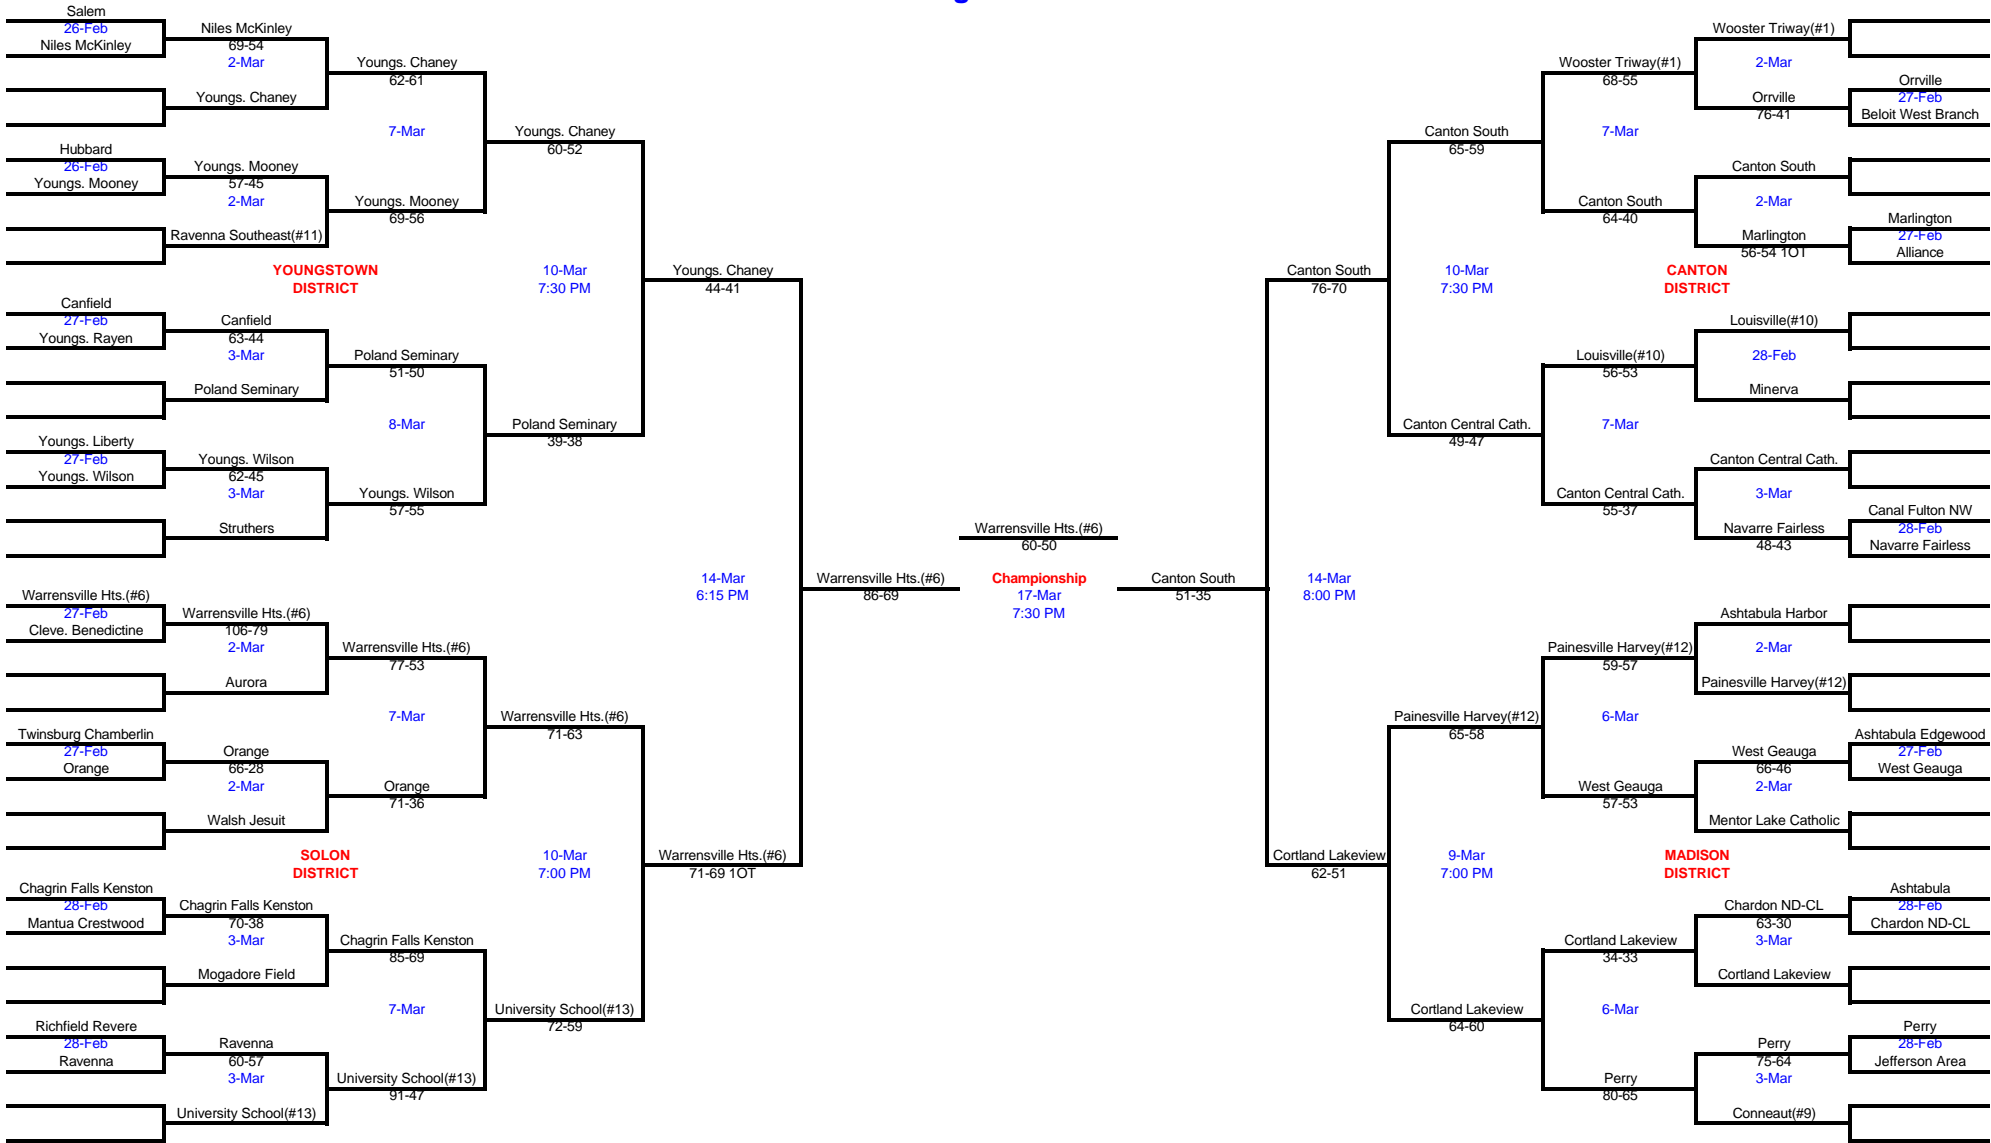 Salem
26-Feb
Niles McKinley
Niles McKinley
69-54
2-Mar
Youngs. Chaney
Youngs. Chaney
62-61
7-Mar
Hubbard
26-Feb
Youngs. Mooney
Youngs. Mooney
57-45
2-Mar
Ravenna Southeast(#11)
Youngs. Mooney
69-56
Youngs. Chaney
60-52
YOUNGSTOWN
DISTRICT
10-Mar
7:30 PM
Youngs. Chaney
44-41
Canfield
27-Feb
Youngs. Rayen
Canfield
63-44
3-Mar
Poland Seminary
Poland Seminary
51-50
8-Mar
Youngs. Liberty
27-Feb
Youngs. Wilson
Youngs. Wilson
62-45
3-Mar
Struthers
Youngs. Wilson
57-55
Poland Seminary
39-38
14-Mar
6:15 PM
Warrensville Hts.(#6)
86-69
Warrensville Hts.(#6)
27-Feb
Cleve. Benedictine
Warrensville Hts.(#6)
106-79
2-Mar
Aurora
Warrensville Hts.(#6)
77-53
7-Mar
Twinsburg Chamberlin
27-Feb
Orange
Orange
66-28
2-Mar
Walsh Jesuit
Orange
71-36
Warrensville Hts.(#6)
71-63
SOLON
DISTRICT
10-Mar
7:00 PM
Warrensville Hts.(#6)
71-69 1OT
Chagrin Falls Kenston
28-Feb
Mantua Crestwood
Chagrin Falls Kenston
70-38
3-Mar
Mogadore Field
Chagrin Falls Kenston
85-69
7-Mar
Richfield Revere
28-Feb
Ravenna
Ravenna
60-57
3-Mar
University School(#13)
University School(#13)
91-47
University School(#13)
72-59
Warrensville Hts.(#6)
60-50
Championship
17-Mar
7:30 PM
Canton South
51-35
14-Mar
8:00 PM
Wooster Triway(#1)
2-Mar
Orrville
27-Feb
Beloit West Branch
Orrville
76-41
Wooster Triway(#1)
68-55
7-Mar
Canton South
2-Mar
Marlington
27-Feb
Alliance
Marlington
56-54 1OT
Canton South
64-40
Canton South
65-59
CANTON
DISTRICT
10-Mar
7:30 PM
Canton South
76-70
Louisville(#10)
28-Feb
Minerva
Louisville(#10)
56-53
7-Mar
Canton Central Cath.
3-Mar
Canal Fulton NW
28-Feb
Navarre Fairless
Navarre Fairless
48-43
Canton Central Cath.
55-37
Canton Central Cath.
49-47
Ashtabula Harbor
2-Mar
Painesville Harvey(#12)
Painesville Harvey(#12)
59-57
6-Mar
Ashtabula Edgewood
27-Feb
West Geauga
West Geauga
66-46
2-Mar
Mentor Lake Catholic
West Geauga
57-53
Painesville Harvey(#12)
65-58
MADISON
DISTRICT
9-Mar
7:00 PM
Cortland Lakeview
62-51
Ashtabula
28-Feb
Chardon ND-CL
Chardon ND-CL
63-30
3-Mar
Cortland Lakeview
Cortland Lakeview
34-33
6-Mar
Perry
28-Feb
Jefferson Area
Perry
75-64
3-Mar
Conneaut(#9)
Perry
80-65
Cortland Lakeview
64-60